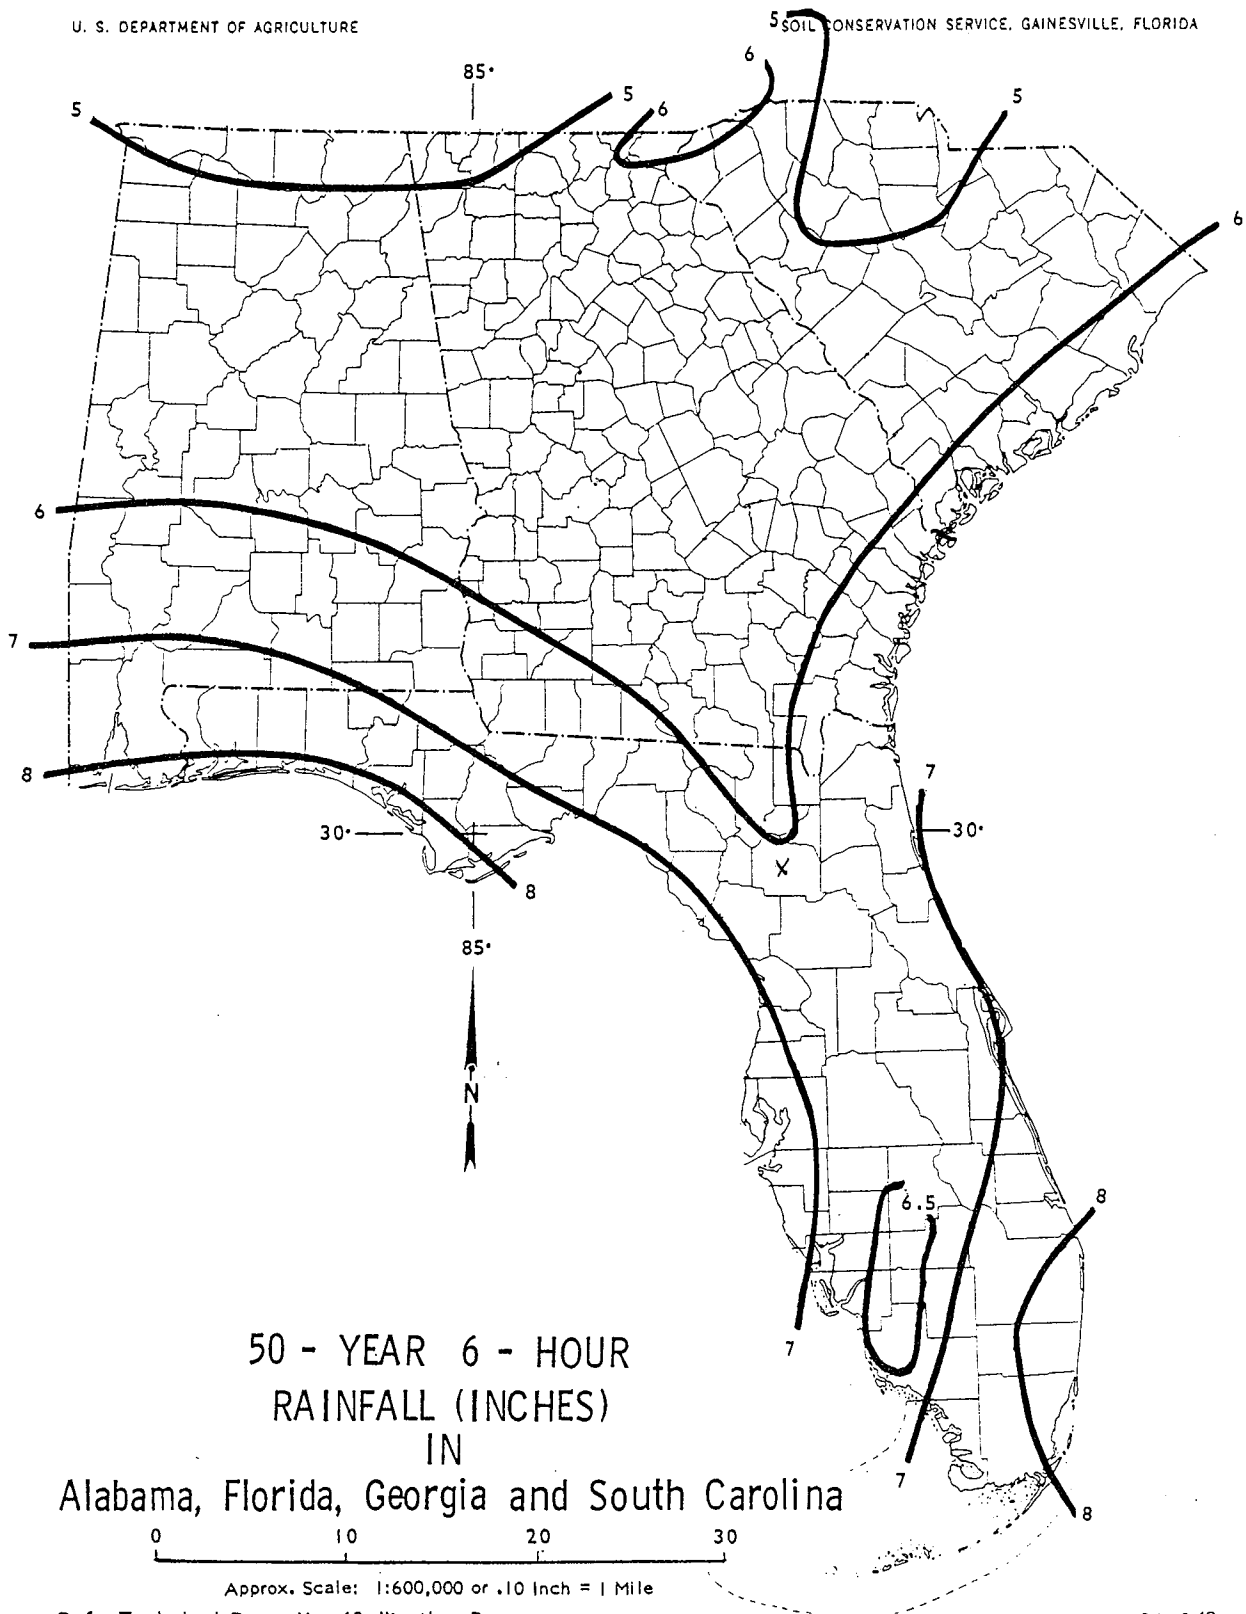 U. S. DEPARTMENT OF AGRICULTURE
SOIL CONSERVATION SERVICE, GAINESVILLE, FLORIDA
5
6
85°
5
5
6
5
6
6
7
8
7
30°
30°
8
85°
N
6.5
8
7
50 - YEAR 6 - HOUR
RAINFALL (INCHES)
IN
Alabama, Florida, Georgia and South Carolina
7
8
0 10 20 30
Approx. Scale: 1:600,000 or .10 Inch = 1 Mile